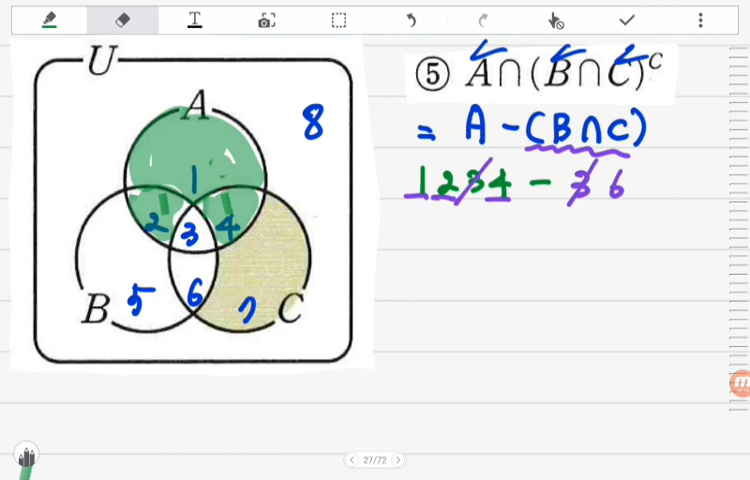 U
A
8
1
2 3 4
B 5 6 7 C
⑤ A∩(B∩C)ᶜ
= A - (B∩C)
1234 - 36
27/72